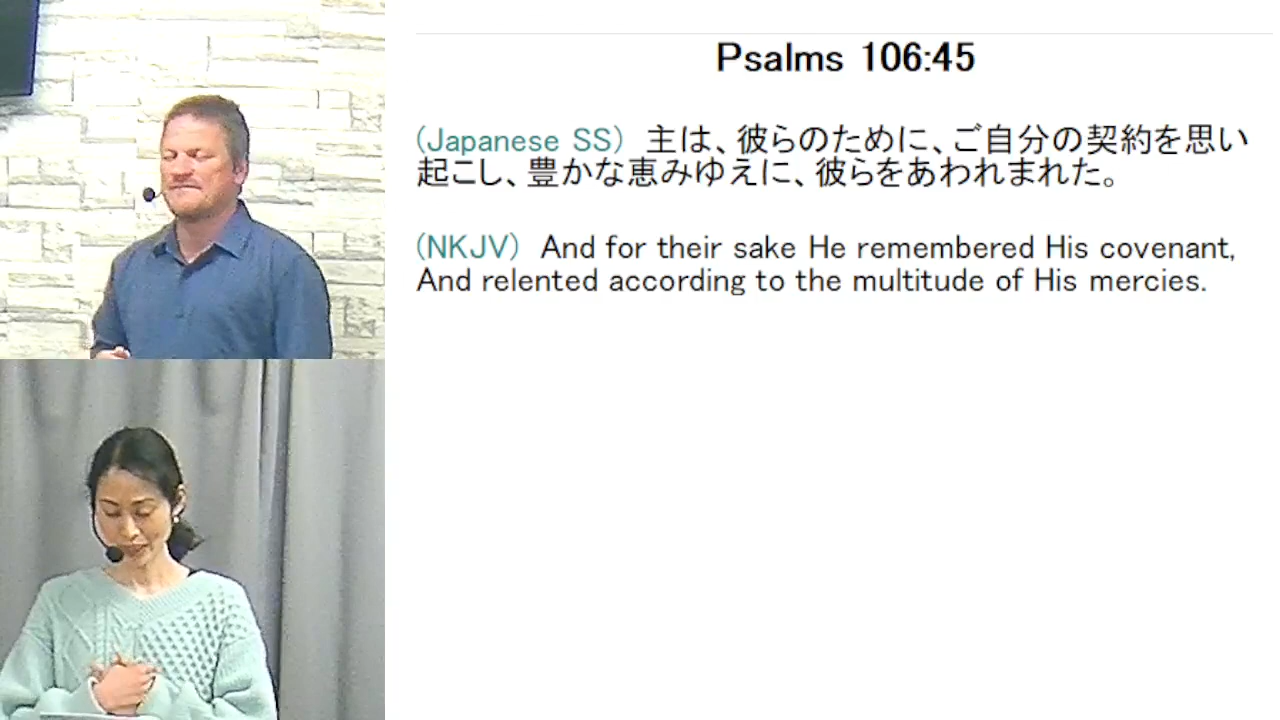 Psalms 106:45
(Japanese SS) 主は、彼らのために、ご自分の契約を思い
起こし、豊かな恵みゆえに、彼らをあわれまれた。
(NKJV) And for their sake He remembered His covenant,
And relented according to the multitude of His mercies.